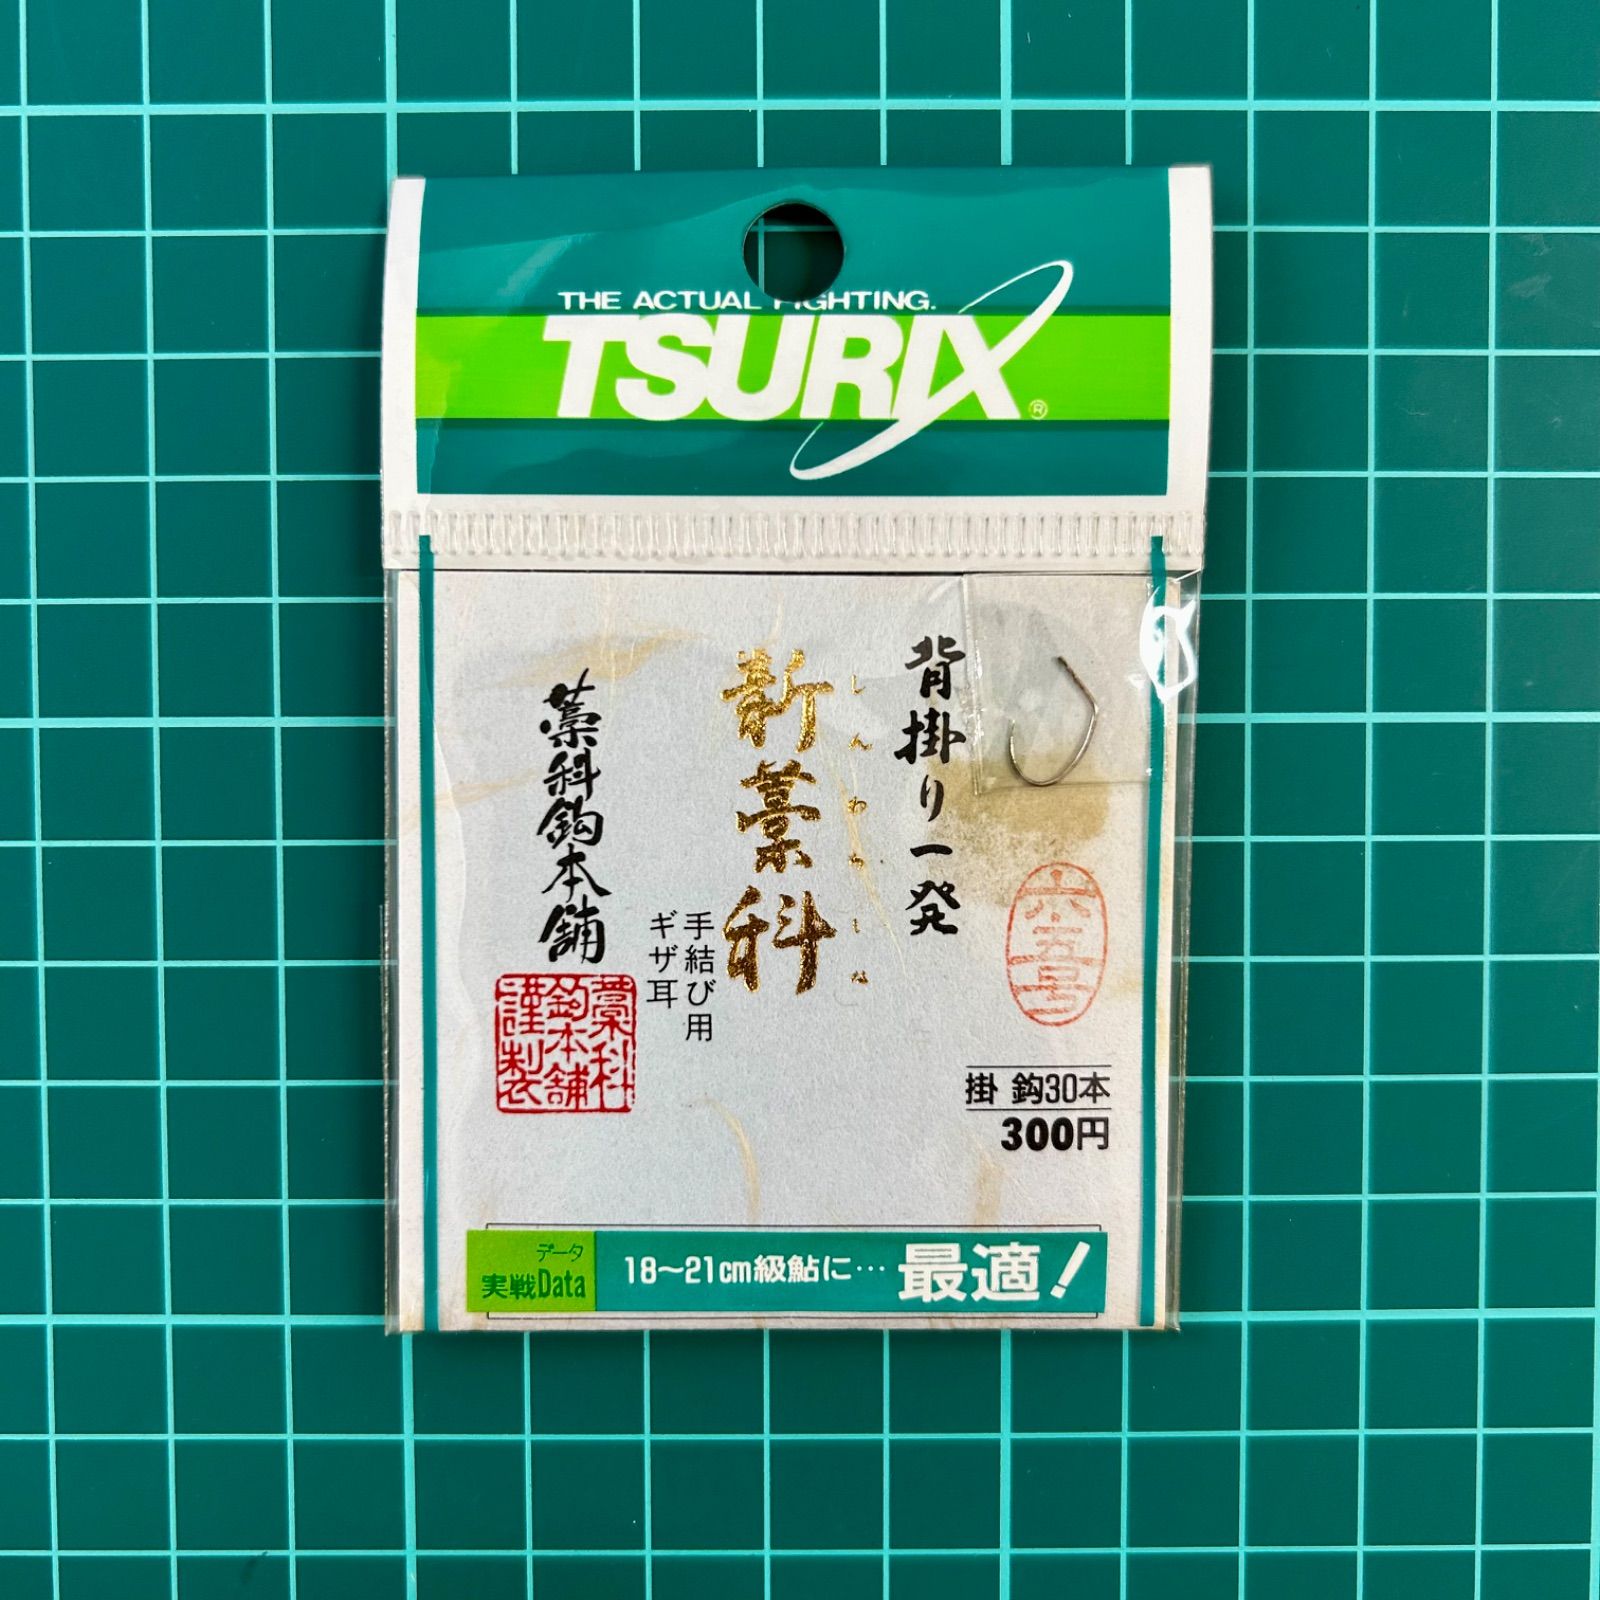 THE ACTUAL FIGHTING.
TSURIX®
背掛り一発
しんわらしな
新藁科
手結び用
ギザ耳
藁科鈎本舗
藁科
鈎本舗
謹製
六.五号
掛 鈎30本
300円
データ
実戦Data
18〜21cm級鮎に…最適!